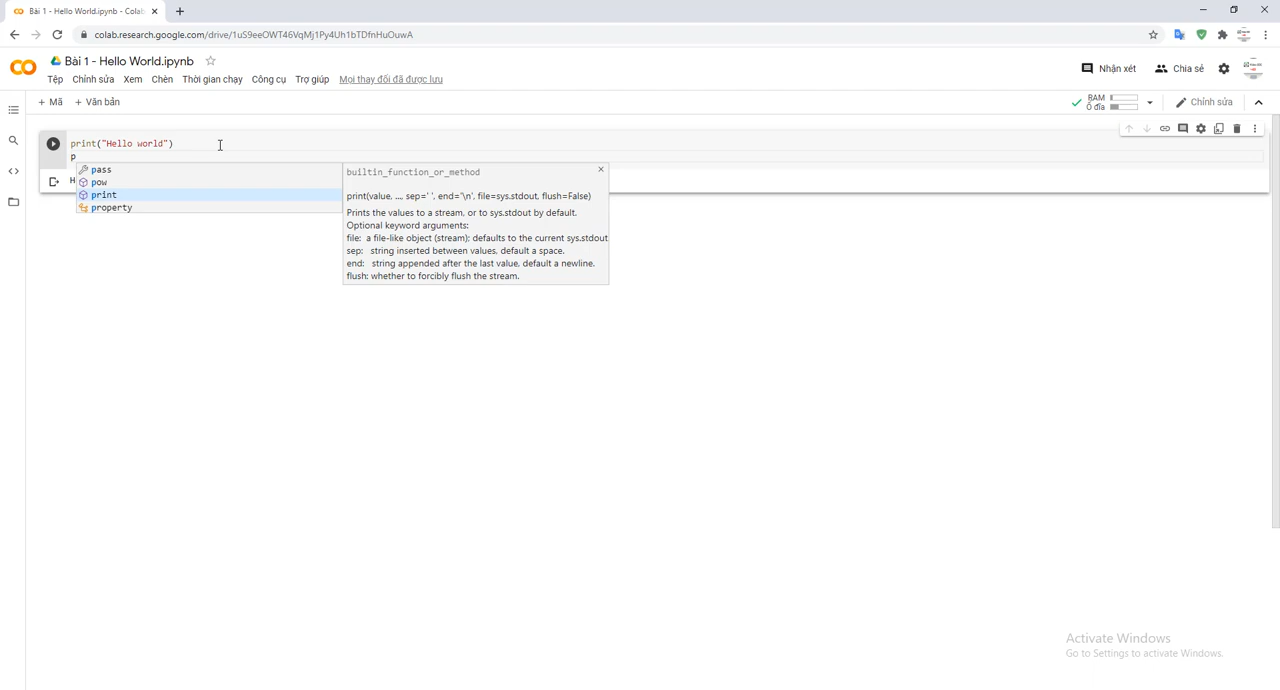 Bài 1 - Hello World.ipynb - Colab
colab.research.google.com/drive/1uS9eeOWT46VqMj1Py4Uh1bTDfnHuOuwA
Bài 1 - Hello World.ipynb
Tệp Chỉnh sửa Xem Chèn Thời gian chạy Công cụ Trợ giúp Mọi thay đổi đã được lưu
Nhận xét Chia sẻ
+ Mã + Văn bản
RAM
Ổ đĩa
Chỉnh sửa
print("Hello world")
p
H
pass
pow
print
property
builtin_function_or_method
print(value, ..., sep=' ', end='\n', file=sys.stdout, flush=False)
Prints the values to a stream, or to sys.stdout by default.
Optional keyword arguments:
file: a file-like object (stream); defaults to the current sys.stdout
sep: string inserted between values, default a space.
end: string appended after the last value, default a newline.
flush: whether to forcibly flush the stream.
Activate Windows
Go to Settings to activate Windows.